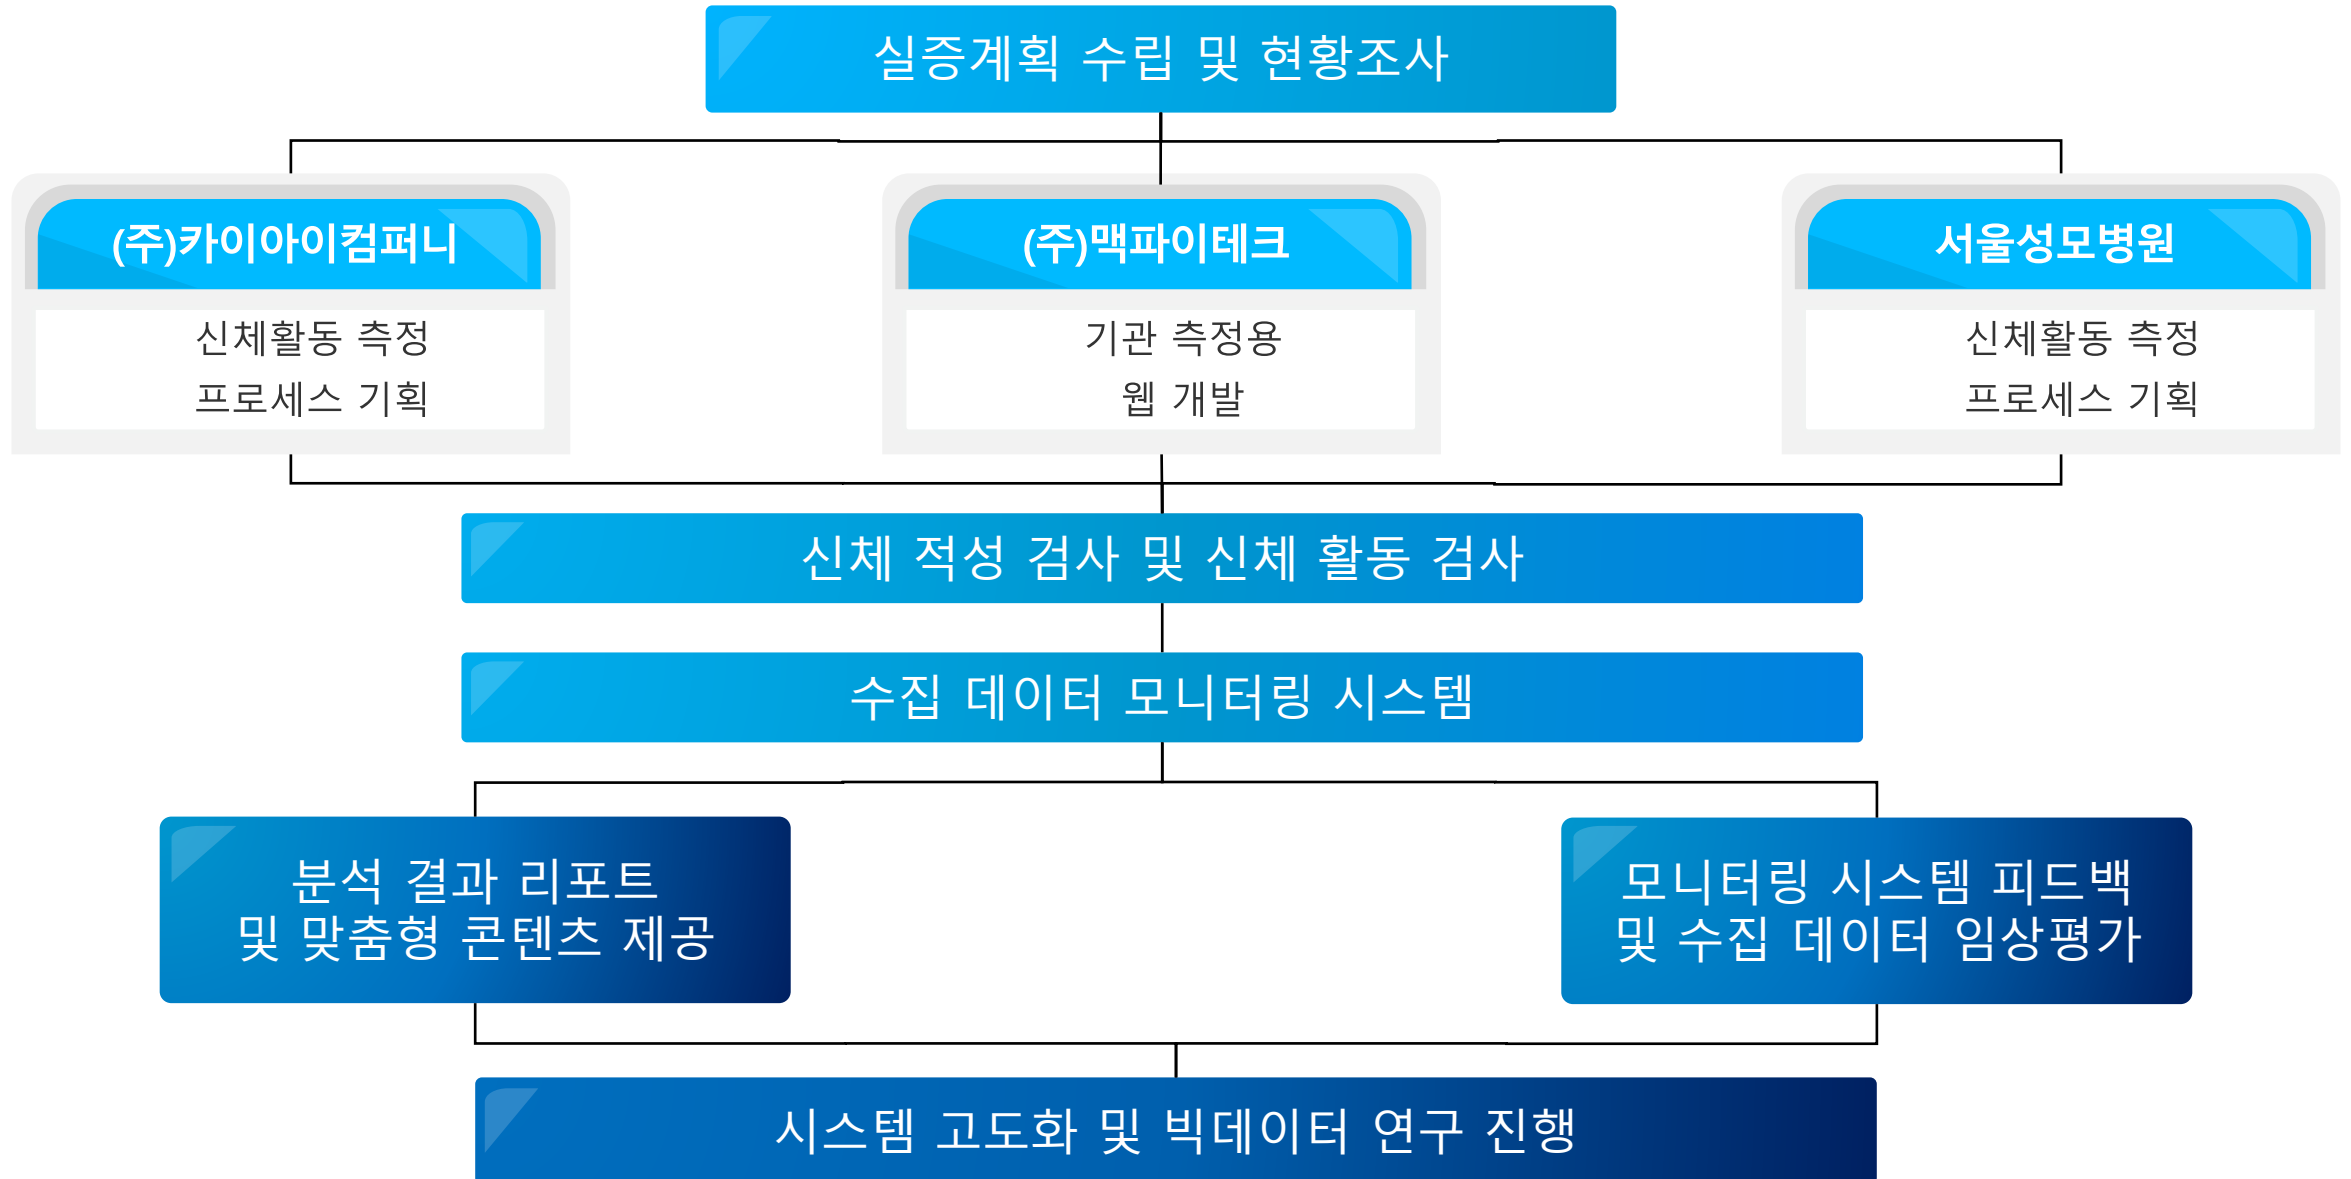 실증계획 수립 및 현황조사
(주)카이아이컴퍼니
신체활동 측정
프로세스 기획
(주)맥파이테크
기관 측정용
웹 개발
서울성모병원
신체활동 측정
프로세스 기획
신체 적성 검사 및 신체 활동 검사
수집 데이터 모니터링 시스템
분석 결과 리포트
및 맞춤형 콘텐츠 제공
모니터링 시스템 피드백
및 수집 데이터 임상평가
시스템 고도화 및 빅데이터 연구 진행